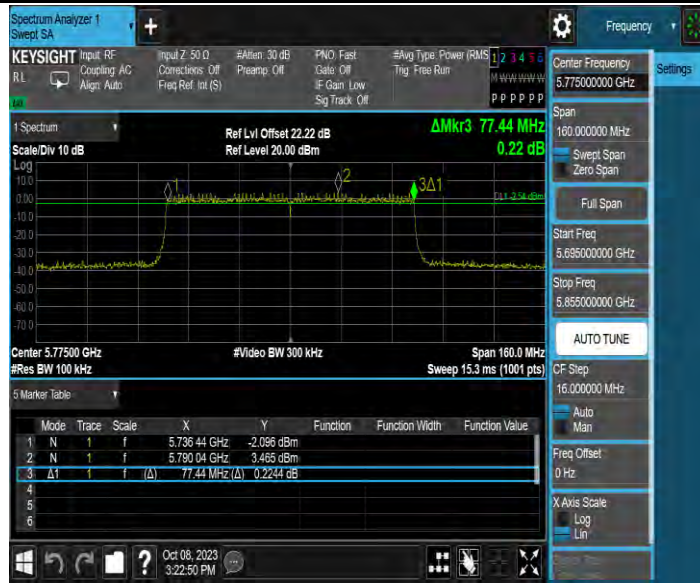 Spectrum Analyzer 1
Swept SA
+
Frequency
KEYSIGHT Input: RF Input Z: 50 Ω #Atten: 30 dB PNO: Fast #Avg Type: Power (RMS 1 2 3 4 5 6
RL Coupling: AC Corrections: Off Preamp: Off Gate: Off Trig: Free Run M W W W W W
Align: Auto Freq Ref: Int (S) IF Gain: Low
Sig Track: Off P P P P P P
Center Frequency
5.775000000 GHz
Settings
1 Spectrum
Scale/Div 10 dB
Ref Lvl Offset 22.22 dB
Ref Level 20.00 dBm
ΔMkr3 77.44 MHz
0.22 dB
Log
10.0
0.00
-10.0
-20.0
-30.0
-40.0
-50.0
-60.0
-70.0
1
2
3Δ1
DL1 -2.54 dBm
Center 5.77500 GHz #Video BW 300 kHz Span 160.0 MHz
#Res BW 100 kHz Sweep 15.3 ms (1001 pts)
Span
160.000000 MHz
Swept Span
Zero Span
Full Span
Start Freq
5.695000000 GHz
Stop Freq
5.855000000 GHz
AUTO TUNE
CF Step
16.000000 MHz
Auto
Man
Freq Offset
0 Hz
X Axis Scale
Log
Lin
5 Marker Table
Mode Trace Scale X Y Function Function Width Function Value
1 N 1 f 5.736 44 GHz -2.096 dBm
2 N 1 f 5.790 04 GHz 3.465 dBm
3 Δ1 1 f (Δ) 77.44 MHz (Δ) 0.2244 dB
4
5
6
? Oct 08, 2023
3:22:50 PM